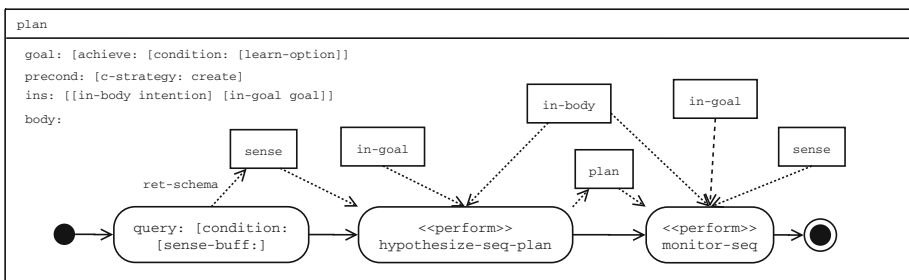 plan
goal: [achieve: [condition: [learn-option]]
precond: [c-strategy: create]
ins: [[in-body intention] [in-goal goal]]
body:
in-body
in-goal
sense
in-goal
plan
sense
ret-schema
query: [condition:
[sense-buff:]
<<perform>>
hypothesize-seq-plan
<<perform>>
monitor-seq